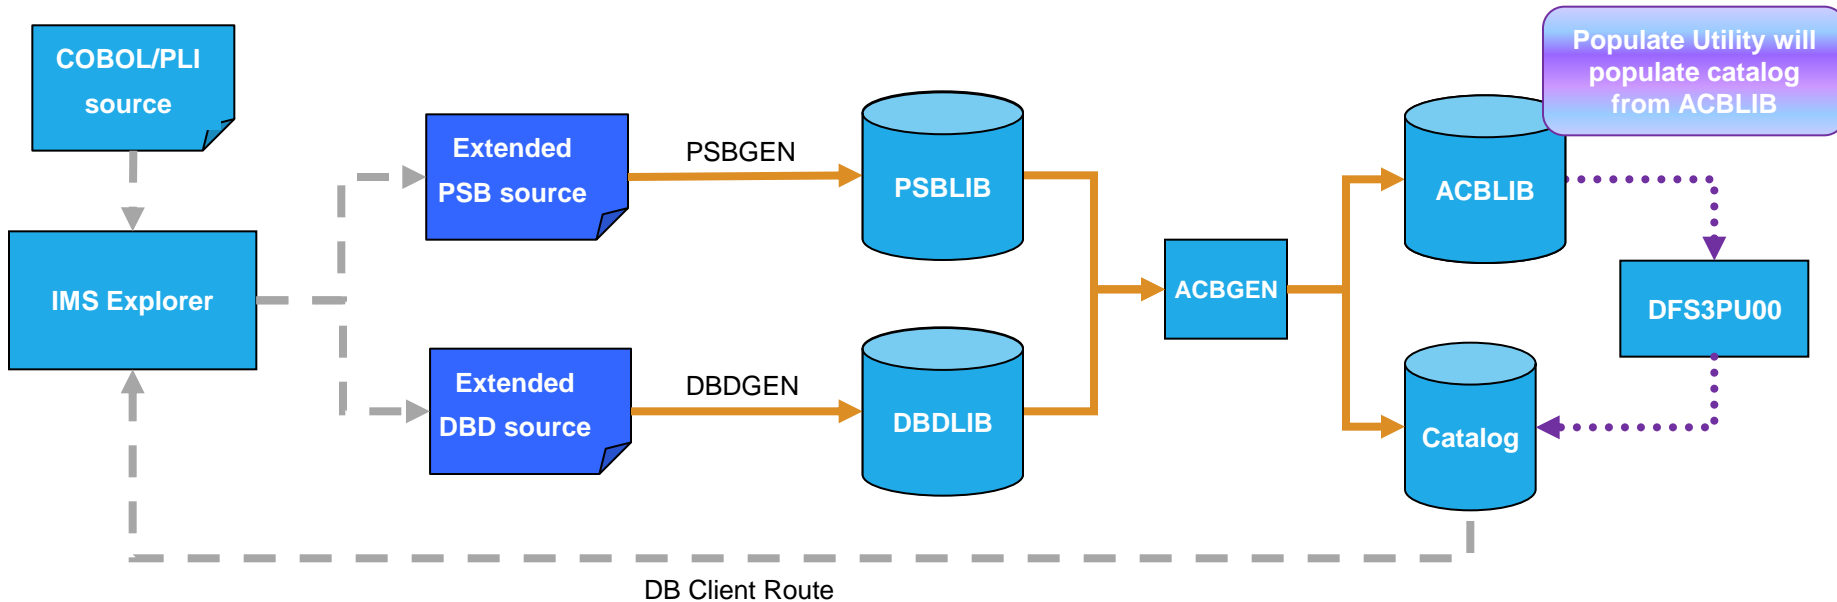 COBOL/PLI
source
Populate Utility will
populate catalog
from ACBLIB
Extended
PSB source
PSBGEN
PSBLIB
ACBLIB
IMS Explorer
ACBGEN
DFS3PU00
Extended
DBD source
DBDGEN
DBDLIB
Catalog
DB Client Route